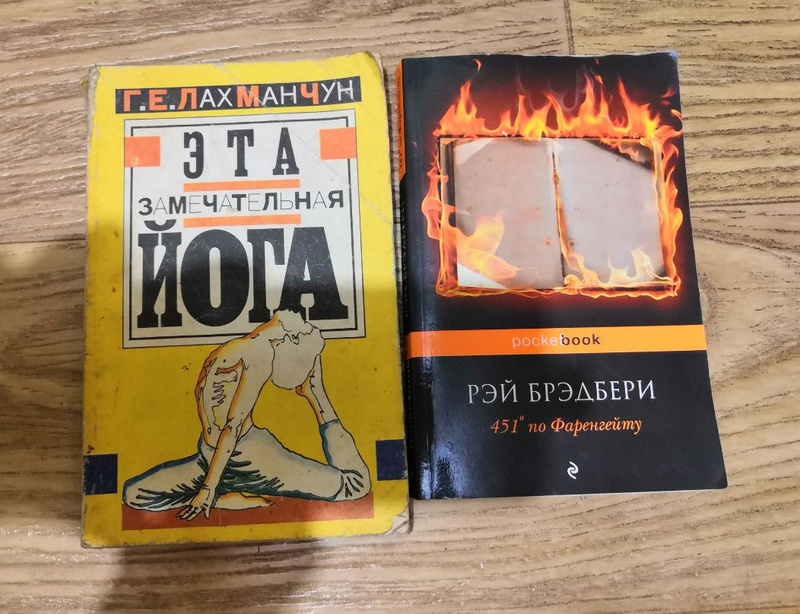 Г.Е.ЛАХМАНЧУН
ЭТА
ЗАМЕЧАТЕЛЬНАЯ
ЙОГА
pocketbook
РЭЙ БРЭДБЕРИ
451° по Фаренгейту